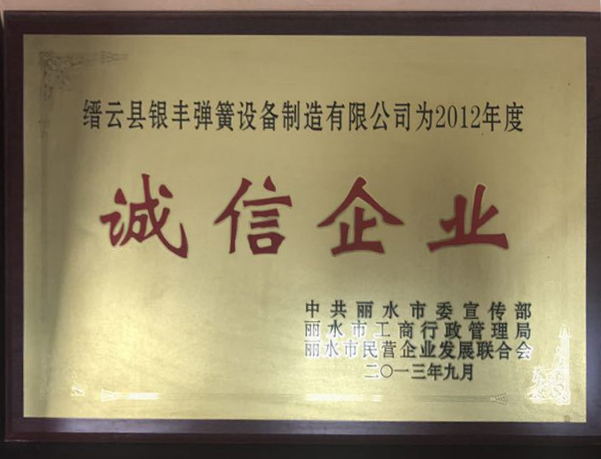 缙云县银丰弹簧设备制造有限公司为2012年度
诚信企业
中共丽水市委宣传部
丽水市工商行政管理局
丽水市民营企业发展联合会
二〇一三年九月